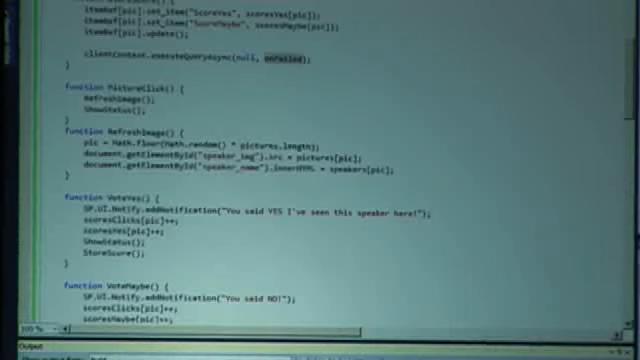 itemRef[pic].set_item("ScoreYes", scoresYes[pic]);
itemRef[pic].set_item("ScoreMaybe", scoresMaybe[pic]);
itemRef[pic].update();
clientContext.executeQueryAsync(null, onFailed);
}
function PictureClick() {
RefreshImage();
ShowStatus();
}
function RefreshImage() {
pic = Math.floor(Math.random() * pictures.length);
document.getElementById("speaker_img").src = pictures[pic];
document.getElementById("speaker_name").innerHTML = speakers[pic];
}
function VoteYes() {
SP.UI.Notify.addNotification("You said YES I've seen this speaker here!");
scoresClicks[pic]++;
scoresYes[pic]++;
ShowStatus();
StoreScore();
}
function VoteMaybe() {
SP.UI.Notify.addNotification("You said NO!");
scoresClicks[pic]++;
scoresMaybe[pic]++;
100 %
Output